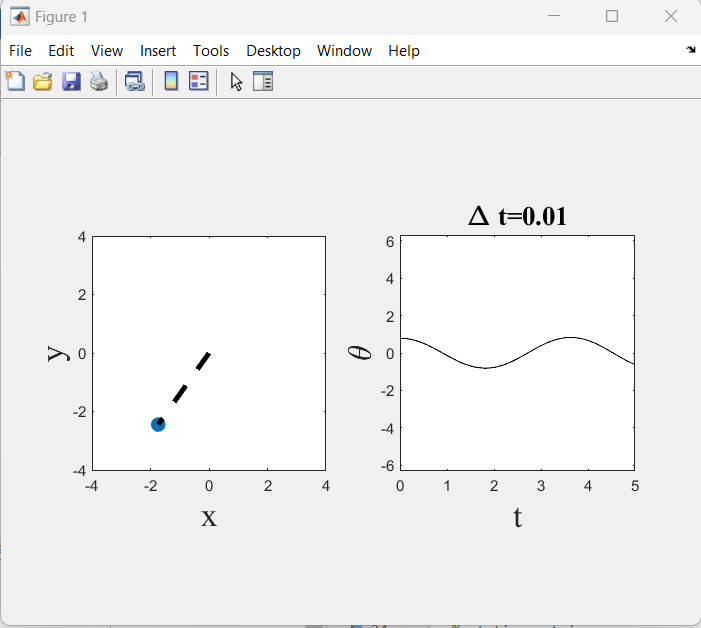 Figure 1
File Edit View Insert Tools Desktop Window Help
Δ t=0.01
4
2
0
-2
-4
y
-4 -2 0 2 4
x
6
4
2
0
-2
-4
-6
θ
0 1 2 3 4 5
t